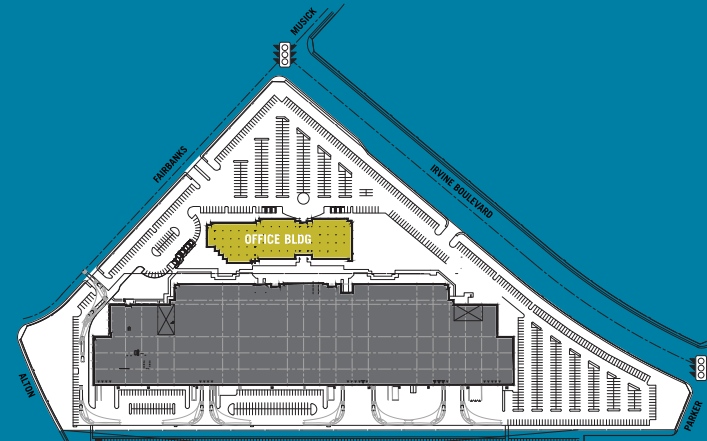 MUSICK
FAIRBANKS
IRVINE BOULEVARD
OFFICE BLDG
ALTON
PARKER